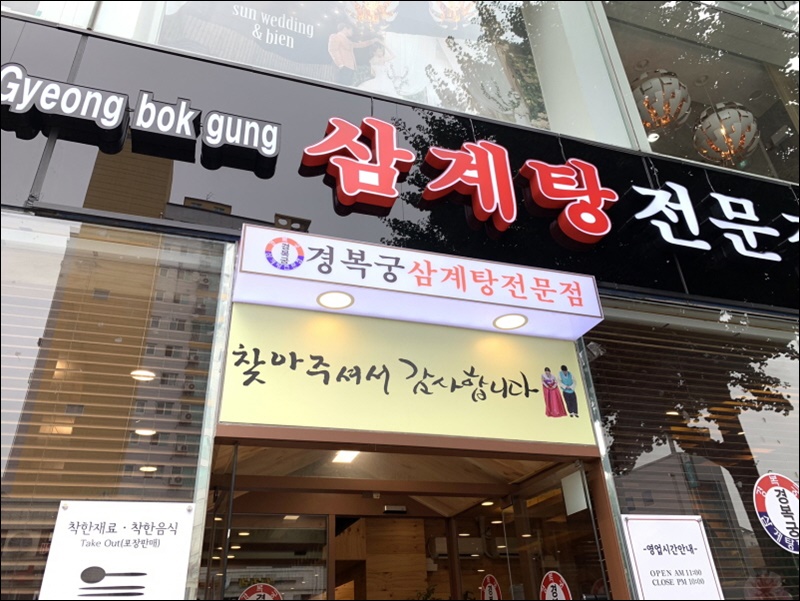 sun wedding
& bien
Gyeong bok gung 삼계탕 전문
경복궁 삼계탕전문점
찾아주셔서 감사합니다
착한재료 · 착한음식
Take Out(포장판매)
-영업시간안내-
OPEN AM 11:00
CLOSE PM 10:00
경복궁